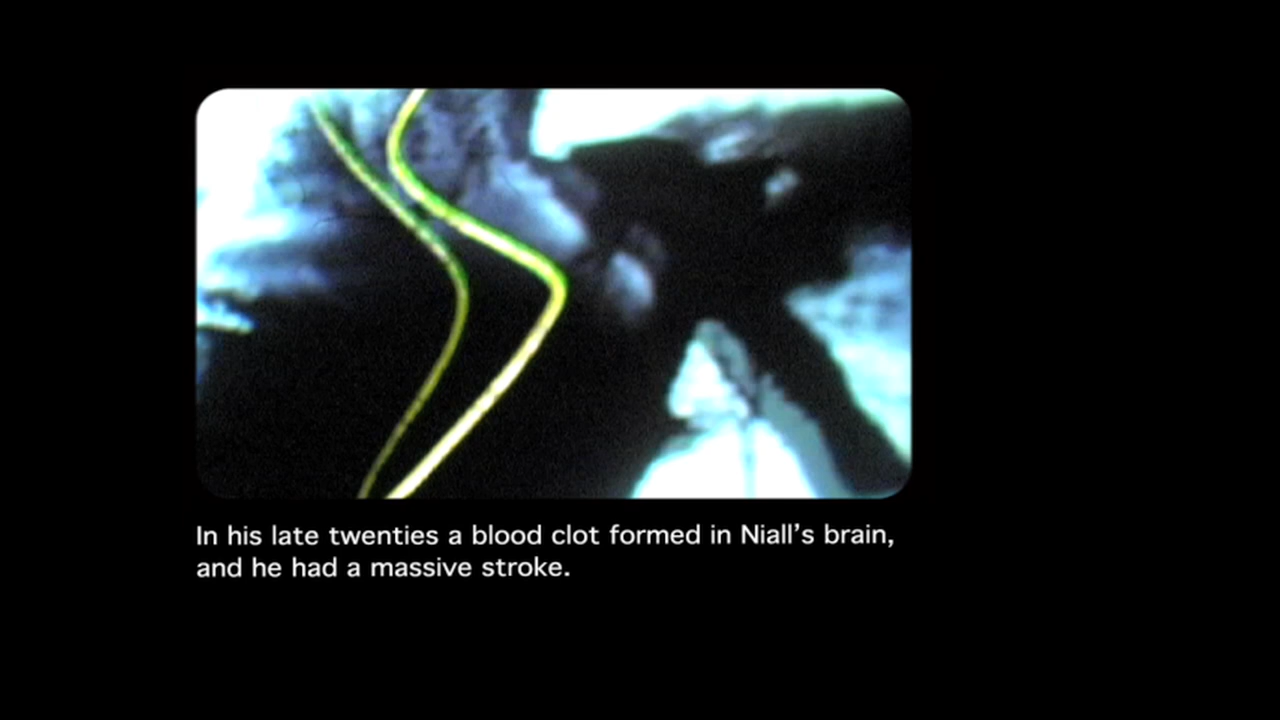 In his late twenties a blood clot formed in Niall’s brain,
and he had a massive stroke.